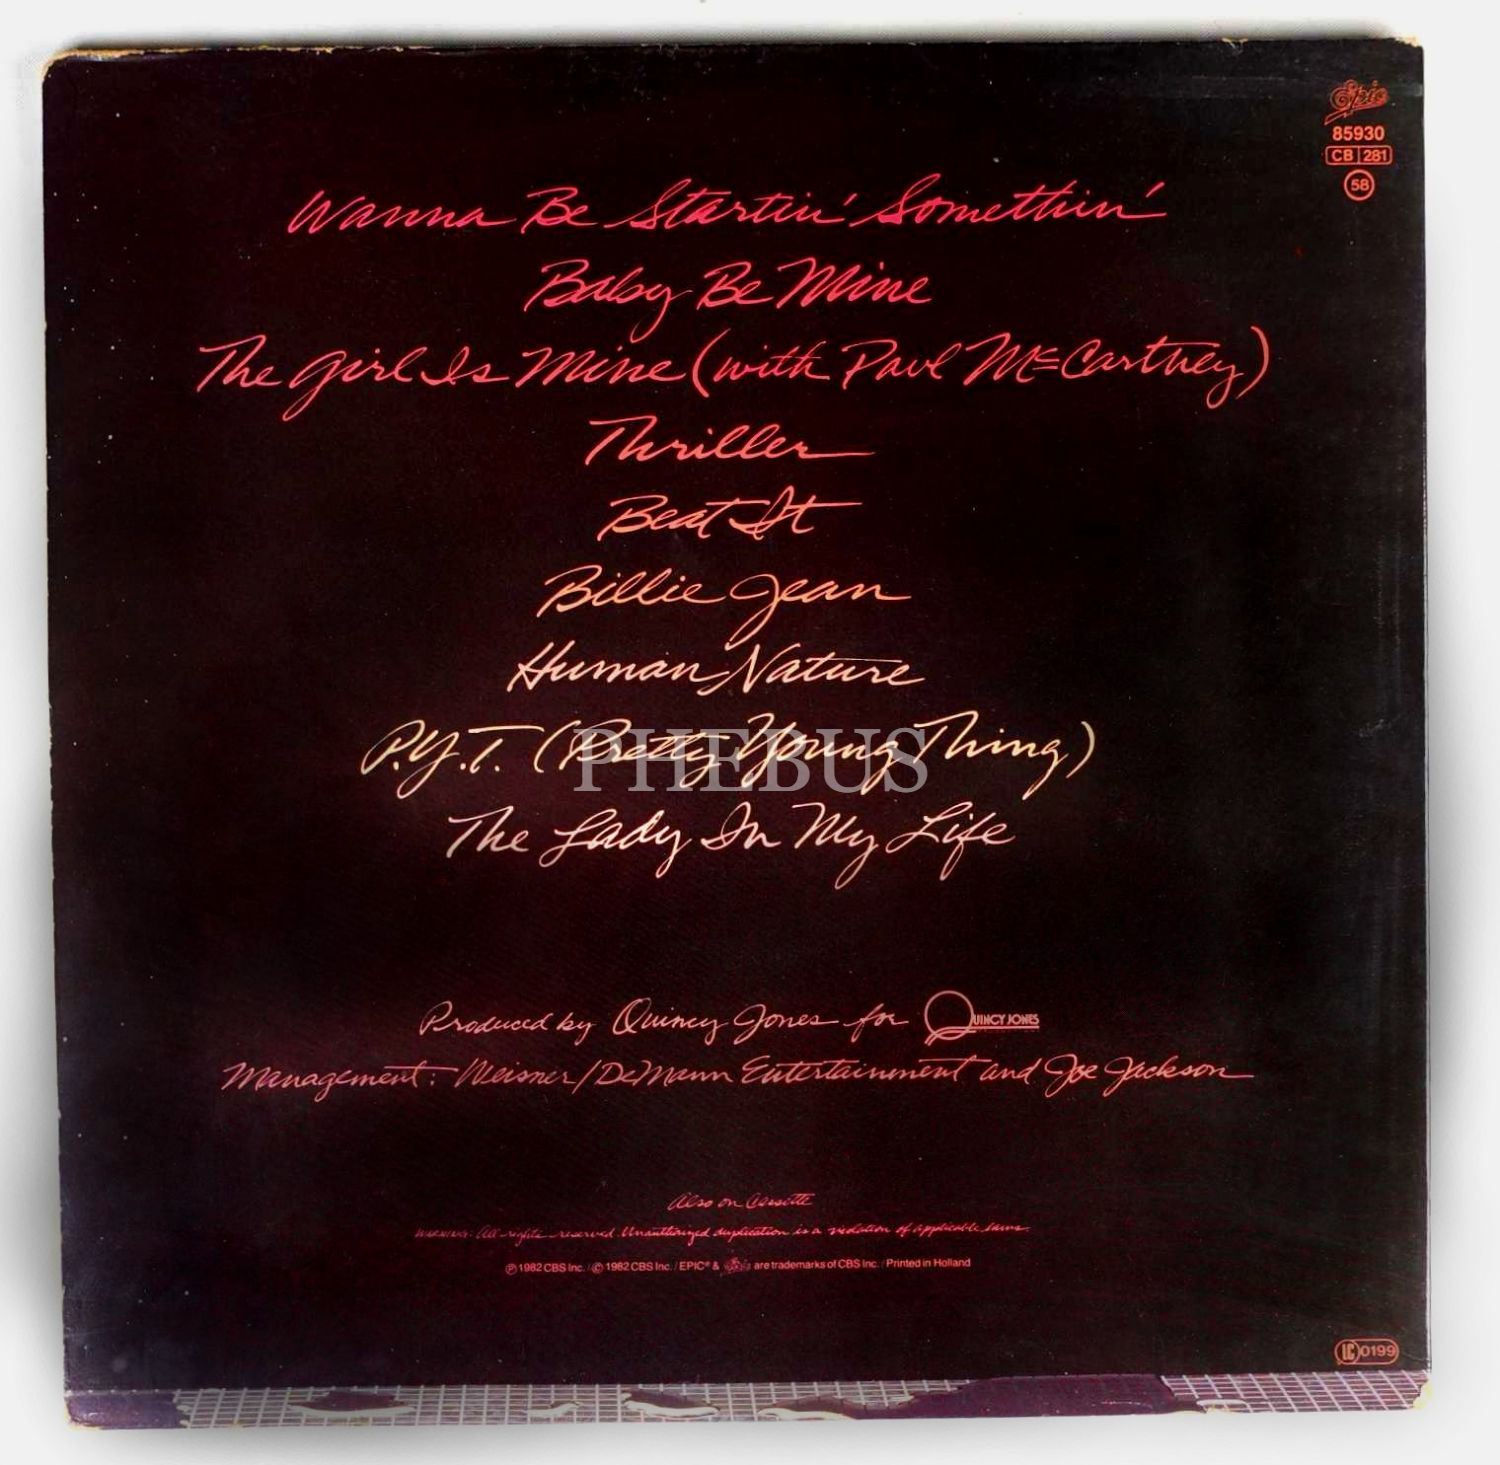 Epic
85930
CB 281
58
Wanna Be Startin' Somethin'
Baby Be Mine
The Girl Is Mine (with Paul McCartney)
Thriller
Beat It
Billie Jean
Human Nature
P.Y.T. (Pretty Young Thing)
PHEBUS
The Lady In My Life
Produced by Quincy Jones for QUINCY JONES
Management: Weisner/DeMann Entertainment and Joe Jackson
Also on Cassette
WARNING: All rights reserved. Unauthorized duplication is a violation of applicable laws.
℗ 1982 CBS Inc. / © 1982 CBS Inc. / EPIC® & Epic are trademarks of CBS Inc. / Printed in Holland
LC 0199